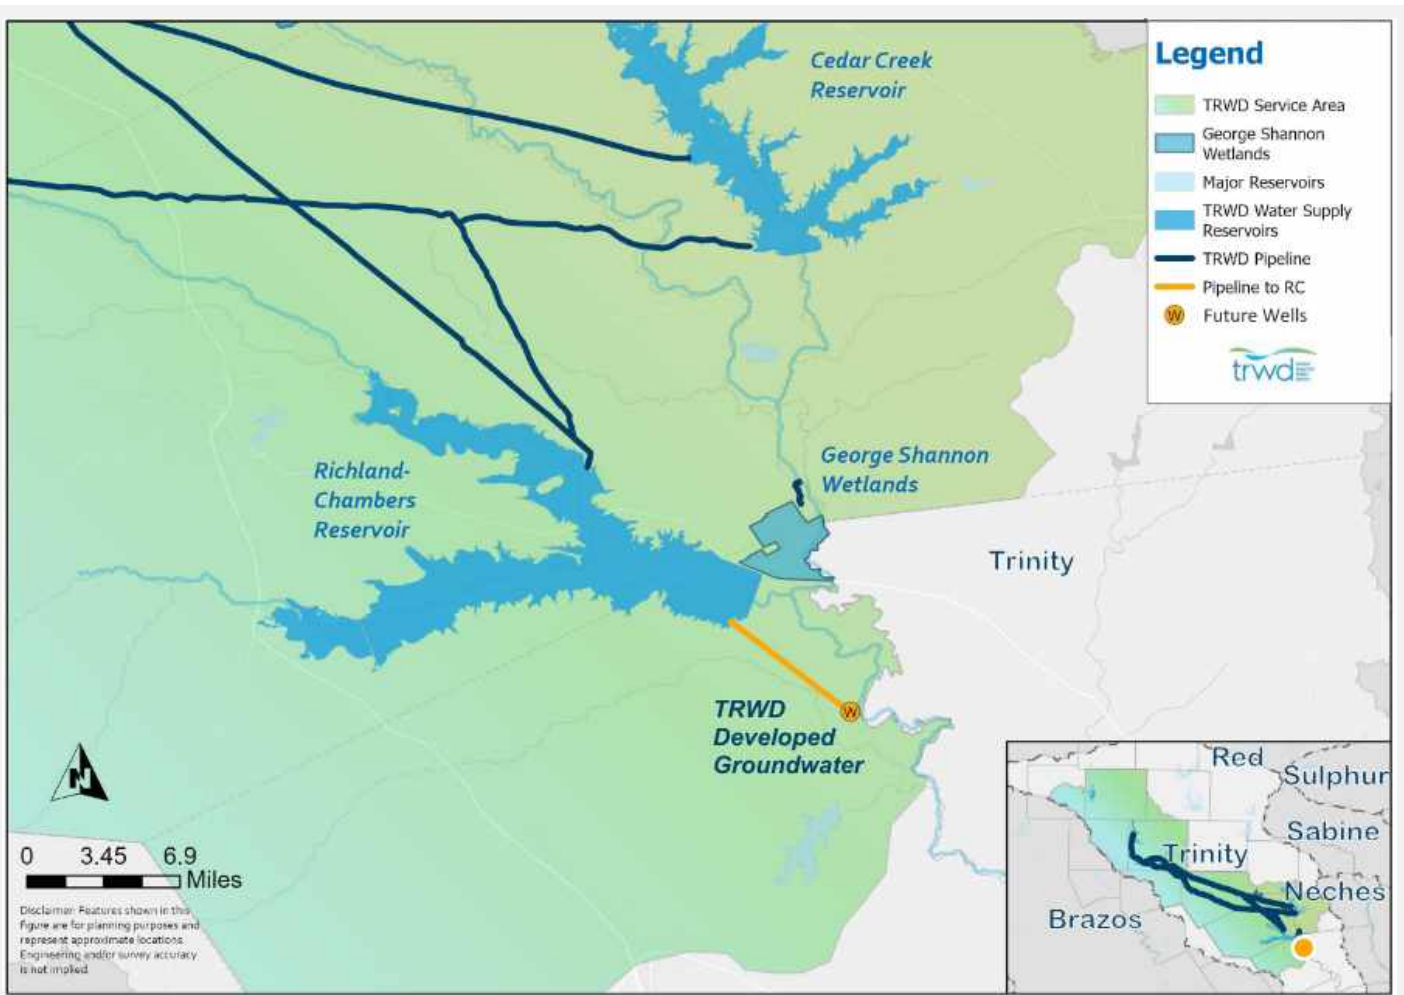 Cedar Creek
Reservoir
Legend
TRWD Service Area
George Shannon
Wetlands
Major Reservoirs
TRWD Water Supply
Reservoirs
TRWD Pipeline
Pipeline to RC
W Future Wells
trwd
Richland-
Chambers
Reservoir
George Shannon
Wetlands
Trinity
TRWD
Developed
Groundwater
W
N
0 3.45 6.9
Miles
Disclaimer: Features shown in this
figure are for planning purposes and
represent approximate locations.
Engineering and/or survey accuracy
is not implied.
Red
Sulphur
Sabine
Trinity
Neches
Brazos